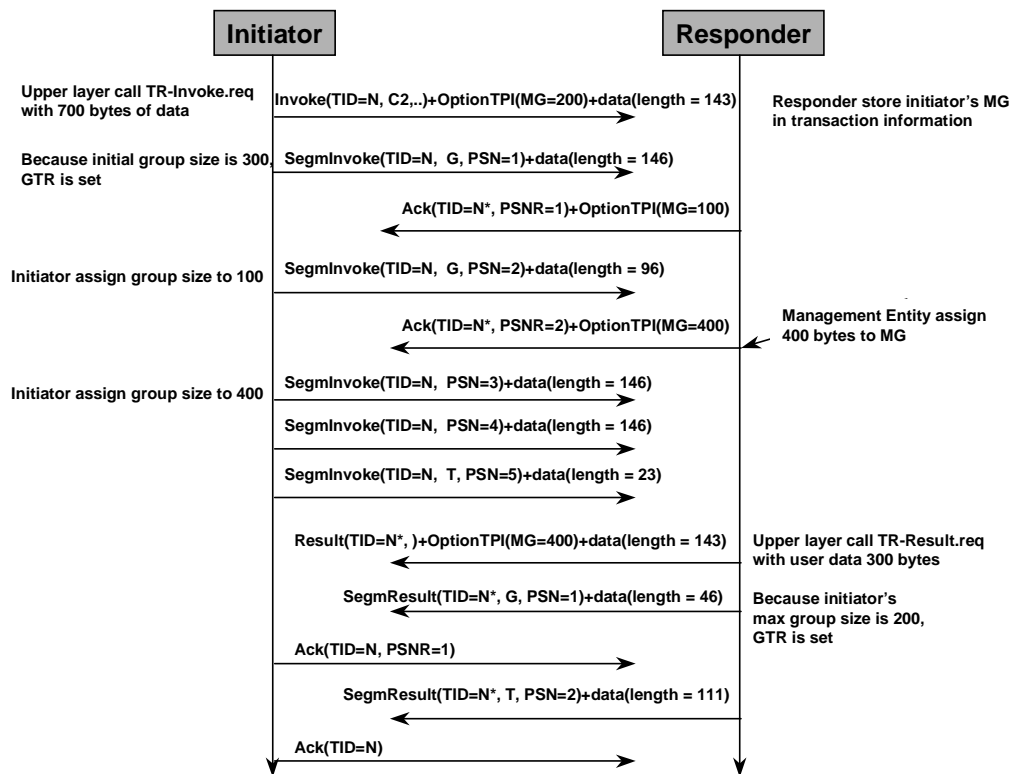 Initiator
Responder
Upper layer call TR-Invoke.req
with 700 bytes of data
Invoke(TID=N, C2,..)+OptionTPI(MG=200)+data(length = 143)
Responder store initiator's MG
in transaction information
Because initial group size is 300,
GTR is set
SegmInvoke(TID=N, G, PSN=1)+data(length = 146)
Ack(TID=N*, PSNR=1)+OptionTPI(MG=100)
Initiator assign group size to 100
SegmInvoke(TID=N, G, PSN=2)+data(length = 96)
Ack(TID=N*, PSNR=2)+OptionTPI(MG=400)
Management Entity assign
400 bytes to MG
Initiator assign group size to 400
SegmInvoke(TID=N, PSN=3)+data(length = 146)
SegmInvoke(TID=N, PSN=4)+data(length = 146)
SegmInvoke(TID=N, T, PSN=5)+data(length = 23)
Result(TID=N*, )+OptionTPI(MG=400)+data(length = 143)
Upper layer call TR-Result.req
with user data 300 bytes
SegmResult(TID=N*, G, PSN=1)+data(length = 46)
Because initiator's
max group size is 200,
GTR is set
Ack(TID=N, PSNR=1)
SegmResult(TID=N*, T, PSN=2)+data(length = 111)
Ack(TID=N)